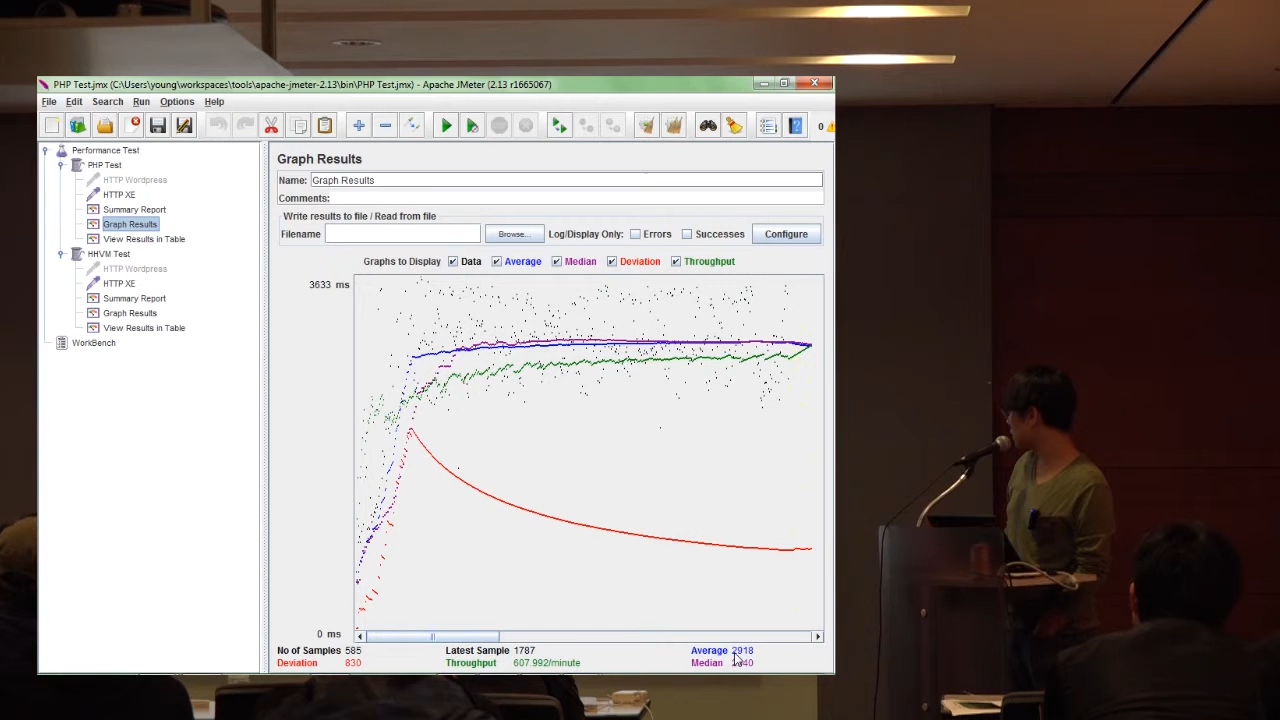 PHP Test.jmx (C:\Users\young\workspaces\tools\apache-jmeter-2.13\bin\PHP Test.jmx) - Apache JMeter (2.13 r1665067)
File Edit Search Run Options Help
0
Performance Test
PHP Test
HTTP Wordpress
HTTP XE
Summary Report
Graph Results
View Results in Table
HHVM Test
HTTP Wordpress
HTTP XE
Summary Report
Graph Results
View Results in Table
WorkBench
Graph Results
Name: Graph Results
Comments:
Write results to file / Read from file
Filename Browse... Log/Display Only: Errors Successes Configure
Graphs to Display Data Average Median Deviation Throughput
3633 ms
0 ms
No of Samples 585 Latest Sample 1787 Average 2918
Deviation 830 Throughput 607.992/minute Median